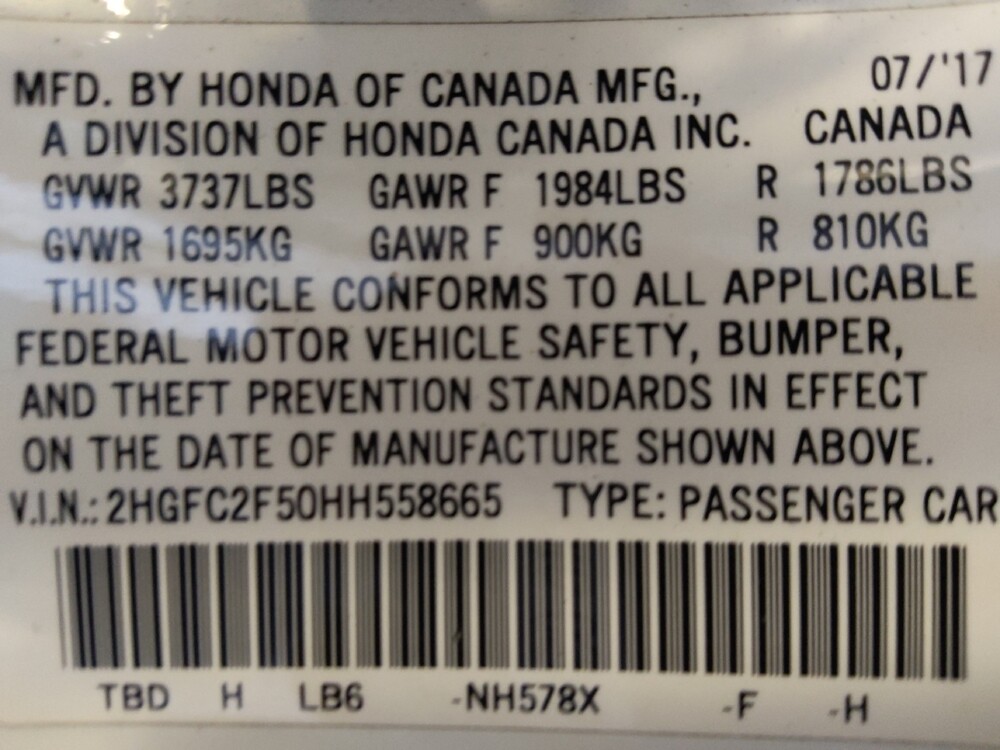 MFD. BY HONDA OF CANADA MFG., 07/'17
A DIVISION OF HONDA CANADA INC. CANADA
GVWR 3737LBS GAWR F 1984LBS R 1786LBS
GVWR 1695KG GAWR F 900KG R 810KG
THIS VEHICLE CONFORMS TO ALL APPLICABLE
FEDERAL MOTOR VEHICLE SAFETY, BUMPER,
AND THEFT PREVENTION STANDARDS IN EFFECT
ON THE DATE OF MANUFACTURE SHOWN ABOVE.
V.I.N.: 2HGFC2F50HH558665 TYPE: PASSENGER CAR
TBD H LB6 -NH578X -F -H